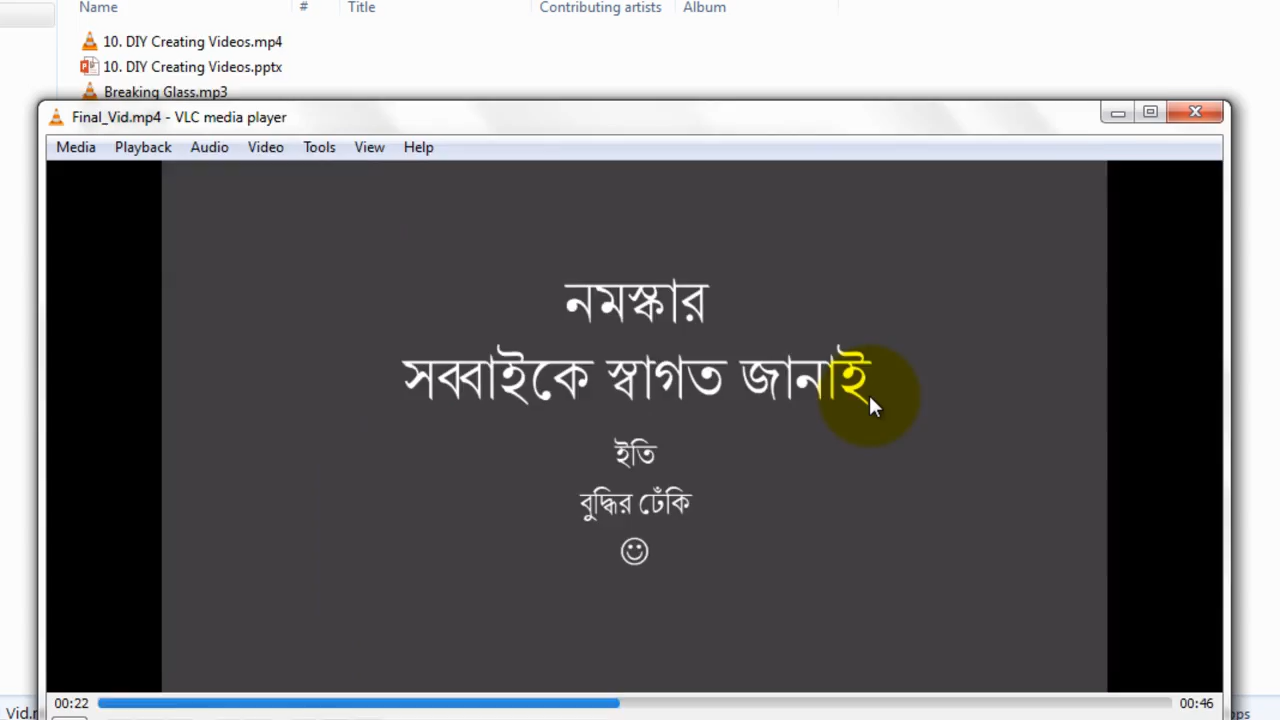 Name # Title Contributing artists Album
10. DIY Creating Videos.mp4
10. DIY Creating Videos.pptx
Breaking Glass.mp3
Final_Vid.mp4 - VLC media player
Media Playback Audio Video Tools View Help
নমস্কার
সব্বাইকে স্বাগত জানাই
ইতি
বুদ্ধির ঢেঁকি
☺
00:22 00:46